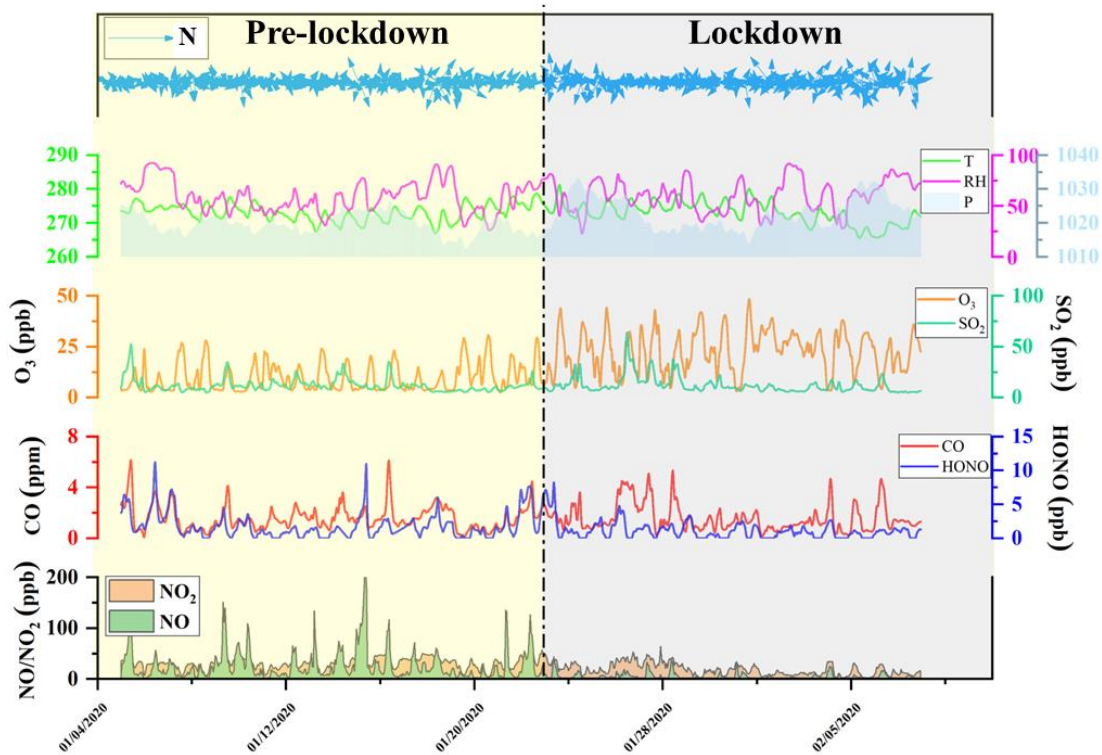 N Pre-lockdown Lockdown
290 100 1040
T
280 RH 1030
P
50
270 1020
260 0 1010
50 100
O₃
SO₂
O₃ (ppb) 25 50 SO₂ (ppb)
0 0
8 15
CO
HONO
10
CO (ppm) 4 HONO (ppb)
5
0 0
200
NO₂
NO
NO/NO₂ (ppb) 100
0
01/04/2020 01/12/2020 01/20/2020 01/28/2020 02/05/2020